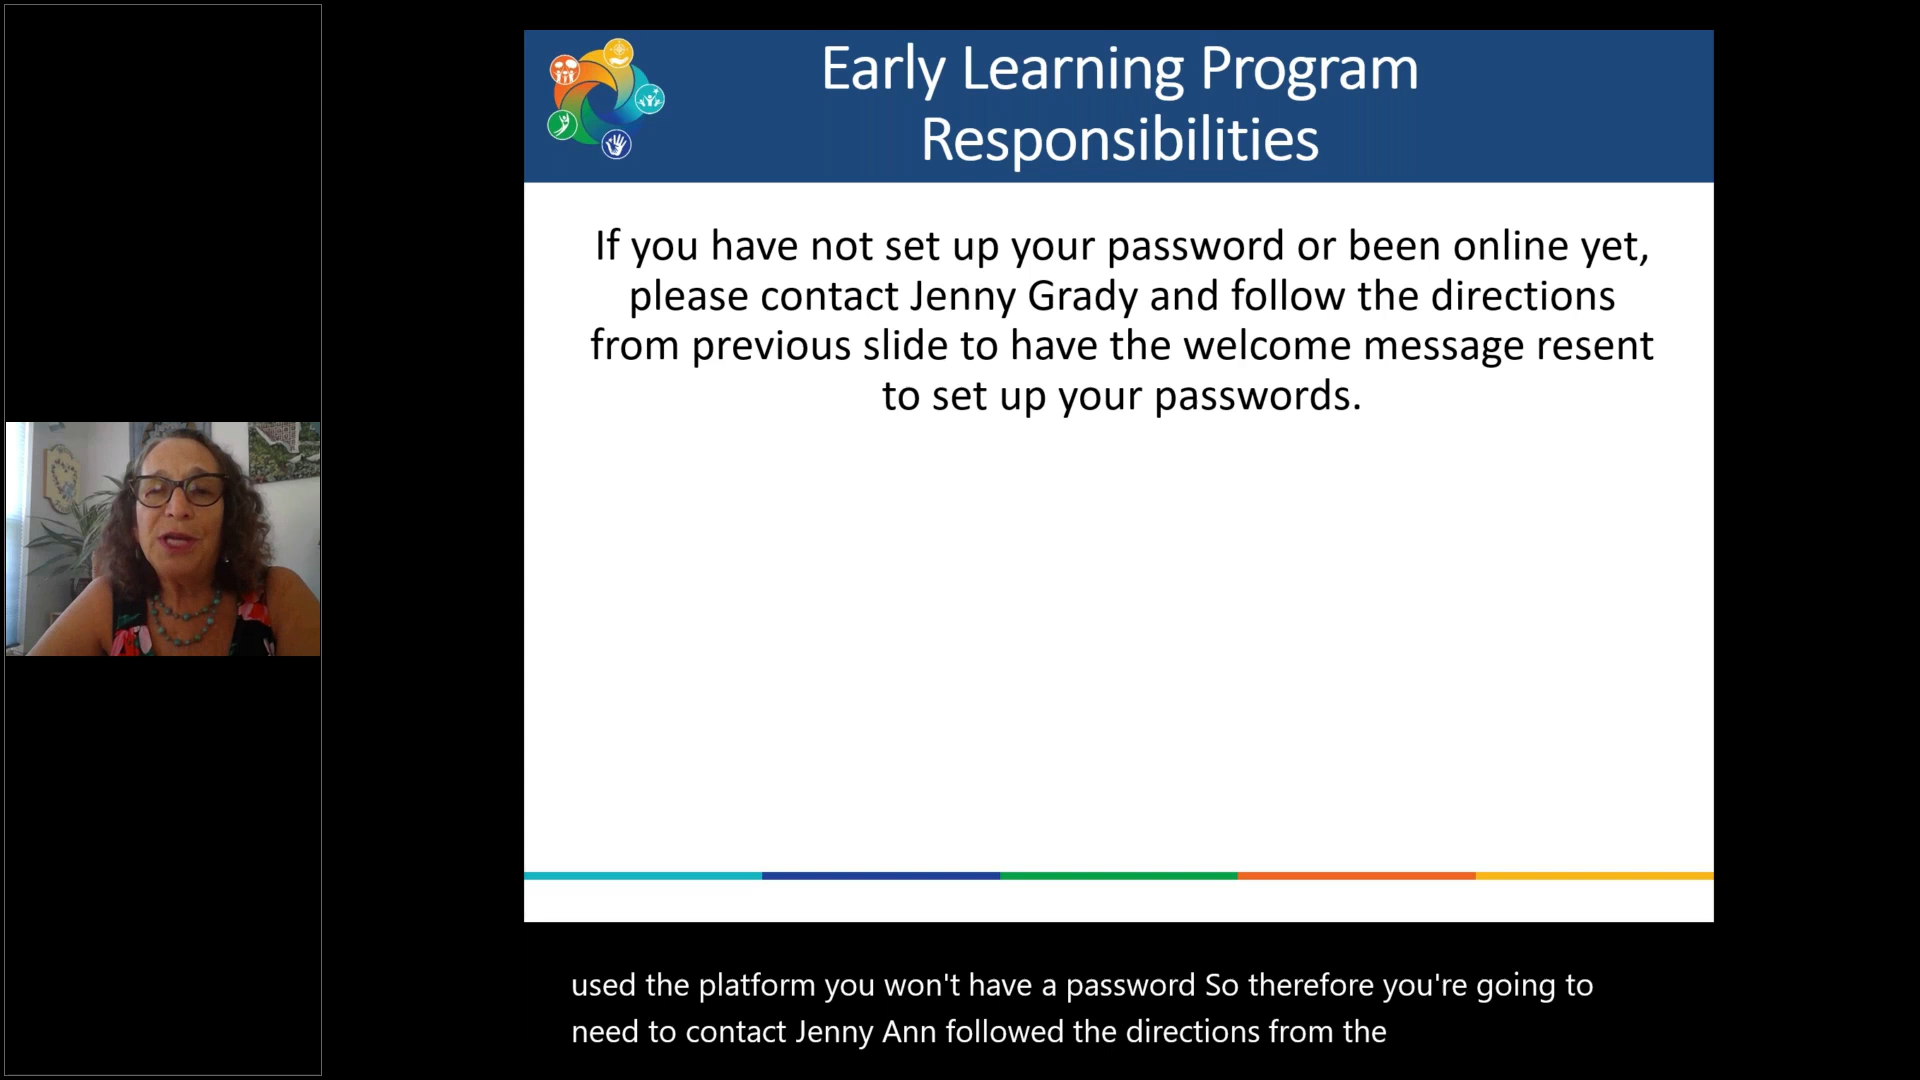 Early Learning Program
Responsibilities
If you have not set up your password or been online yet,
please contact Jenny Grady and follow the directions
from previous slide to have the welcome message resent
to set up your passwords.
used the platform you won't have a password So therefore you're going to
need to contact Jenny Ann followed the directions from the